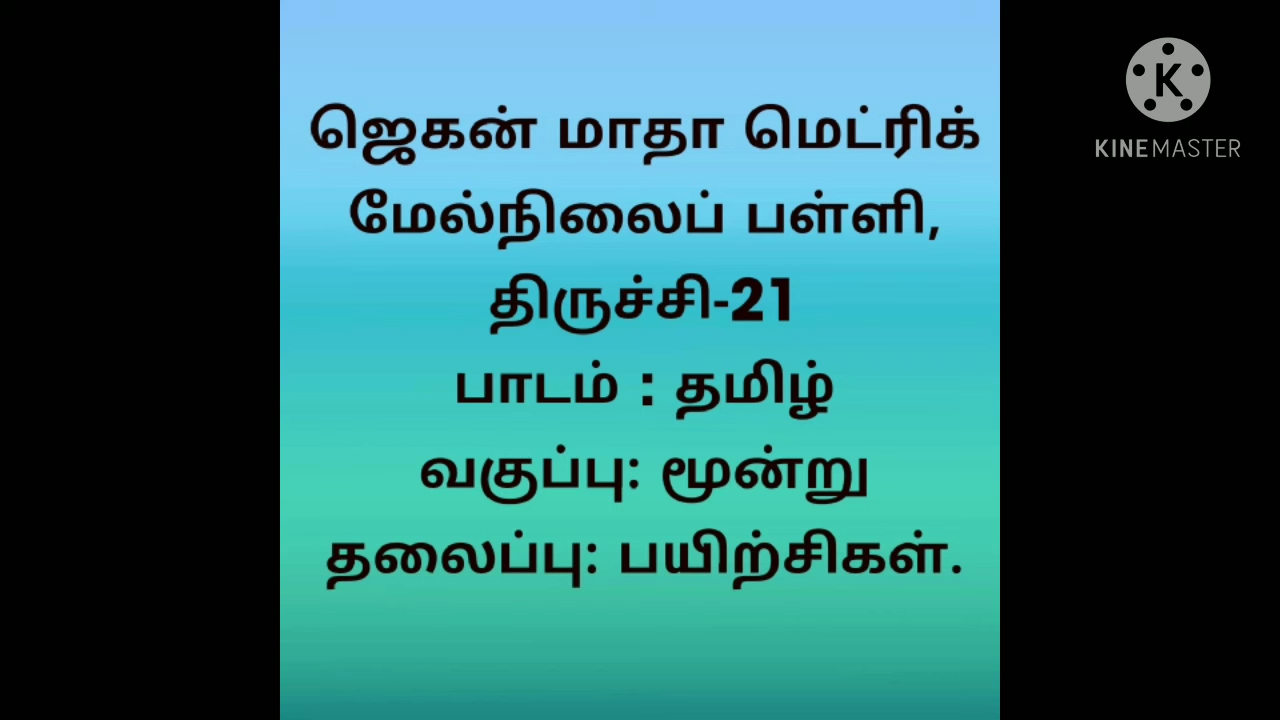 ஜெகன் மாதா மெட்ரிக்
மேல்நிலைப் பள்ளி,
திருச்சி-21
பாடம் : தமிழ்
வகுப்பு: மூன்று
தலைப்பு: பயிற்சிகள்.
K
KINEMASTER